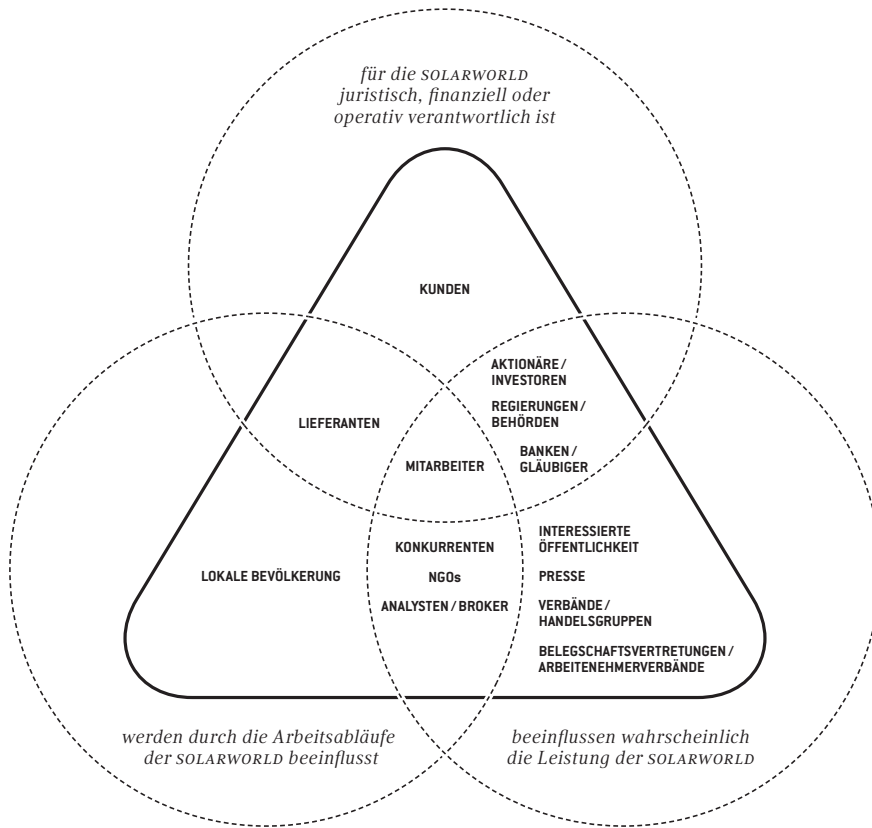 für die SOLARWORLD
juristisch, finanziell oder
operativ verantwortlich ist
KUNDEN
AKTIONÄRE /
INVESTOREN
REGIERUNGEN /
BEHÖRDEN
LIEFERANTEN
BANKEN /
GLÄUBIGER
MITARBEITER
INTERESSIERTE
ÖFFENTLICHKEIT
KONKURRENTEN
LOKALE BEVÖLKERUNG
NGOs
PRESSE
ANALYSTEN / BROKER
VERBÄNDE /
HANDELSGRUPPEN
BELEGSCHAFTSVERTRETUNGEN /
ARBEITENEHMERVERBÄNDE
werden durch die Arbeitsabläufe
der SOLARWORLD beeinflusst
beeinflussen wahrscheinlich
die Leistung der SOLARWORLD